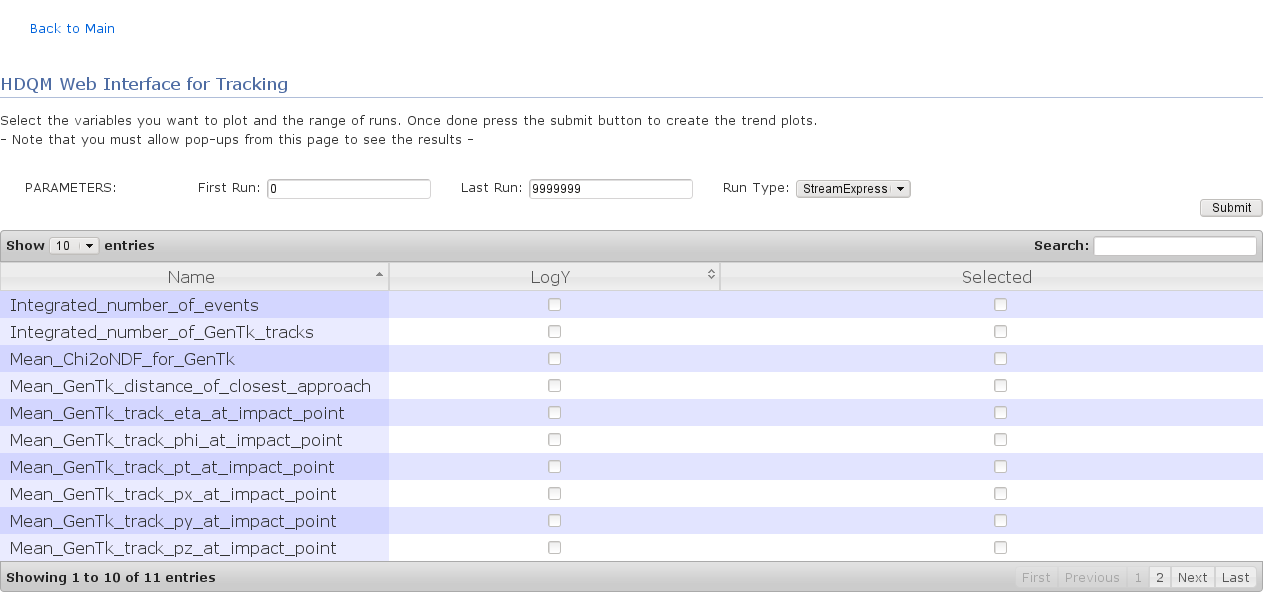 Back to Main
HDQM Web Interface for Tracking
Select the variables you want to plot and the range of runs. Once done press the submit button to create the trend plots.
- Note that you must allow pop-ups from this page to see the results -
PARAMETERS: First Run: 0 Last Run: 9999999 Run Type: StreamExpress
Submit
Show 10 entries Search:
Name LogY Selected
Integrated_number_of_events
Integrated_number_of_GenTk_tracks
Mean_Chi2oNDF_for_GenTk
Mean_GenTk_distance_of_closest_approach
Mean_GenTk_track_eta_at_impact_point
Mean_GenTk_track_phi_at_impact_point
Mean_GenTk_track_pt_at_impact_point
Mean_GenTk_track_px_at_impact_point
Mean_GenTk_track_py_at_impact_point
Mean_GenTk_track_pz_at_impact_point
Showing 1 to 10 of 11 entries First Previous 1 2 Next Last